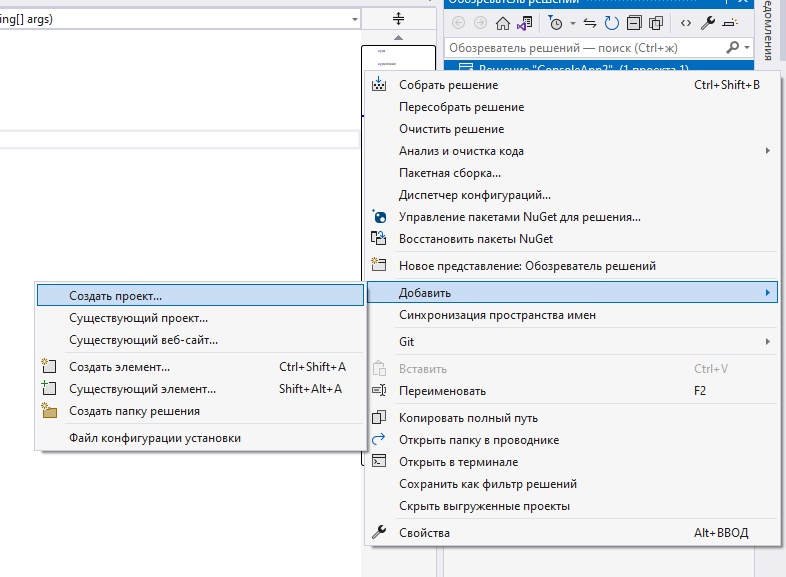 Обозреватель решений
ing[] args)
домления
Обозреватель решений — поиск (Ctrl+ж)
Решение "ConsoleApp2" (1 проекта 1)
Собрать решение Ctrl+Shift+B
Пересобрать решение
Очистить решение
Анализ и очистка кода
Пакетная сборка...
Диспетчер конфигураций...
Управление пакетами NuGet для решения...
Восстановить пакеты NuGet
Новое представление: Обозреватель решений
Добавить
Синхронизация пространства имен
Git
Вставить Ctrl+V
Переименовать F2
Копировать полный путь
Открыть папку в проводнике
Открыть в терминале
Сохранить как фильтр решений
Скрыть выгруженные проекты
Свойства Alt+ВВОД
Создать проект...
Существующий проект...
Существующий веб-сайт...
Создать элемент... Ctrl+Shift+A
Существующий элемент... Shift+Alt+A
Создать папку решения
Файл конфигурации установки